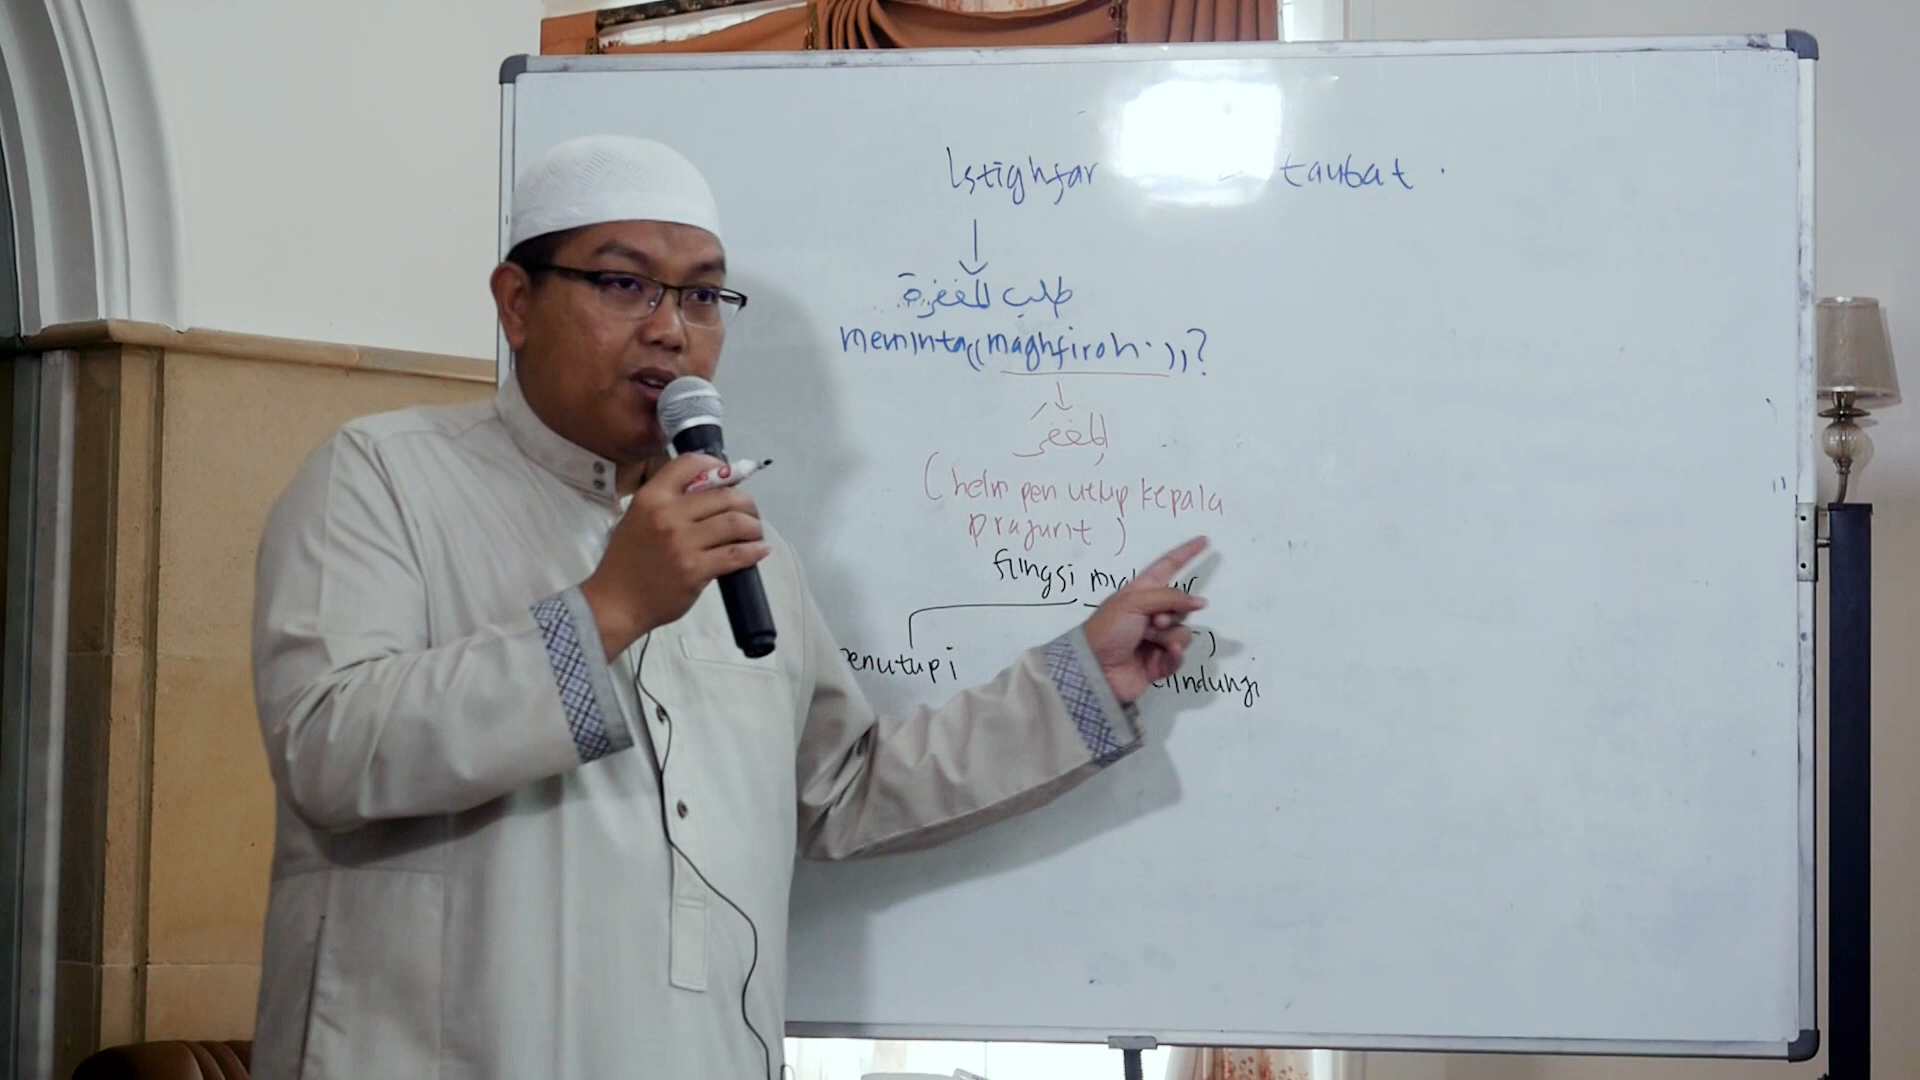 Istighfar - taubat.
طلب المغفرة
meminta ((maghfiroh.)) ?
المغفر
(helm penutup kepala
prajurit)
fungsi
penutupi